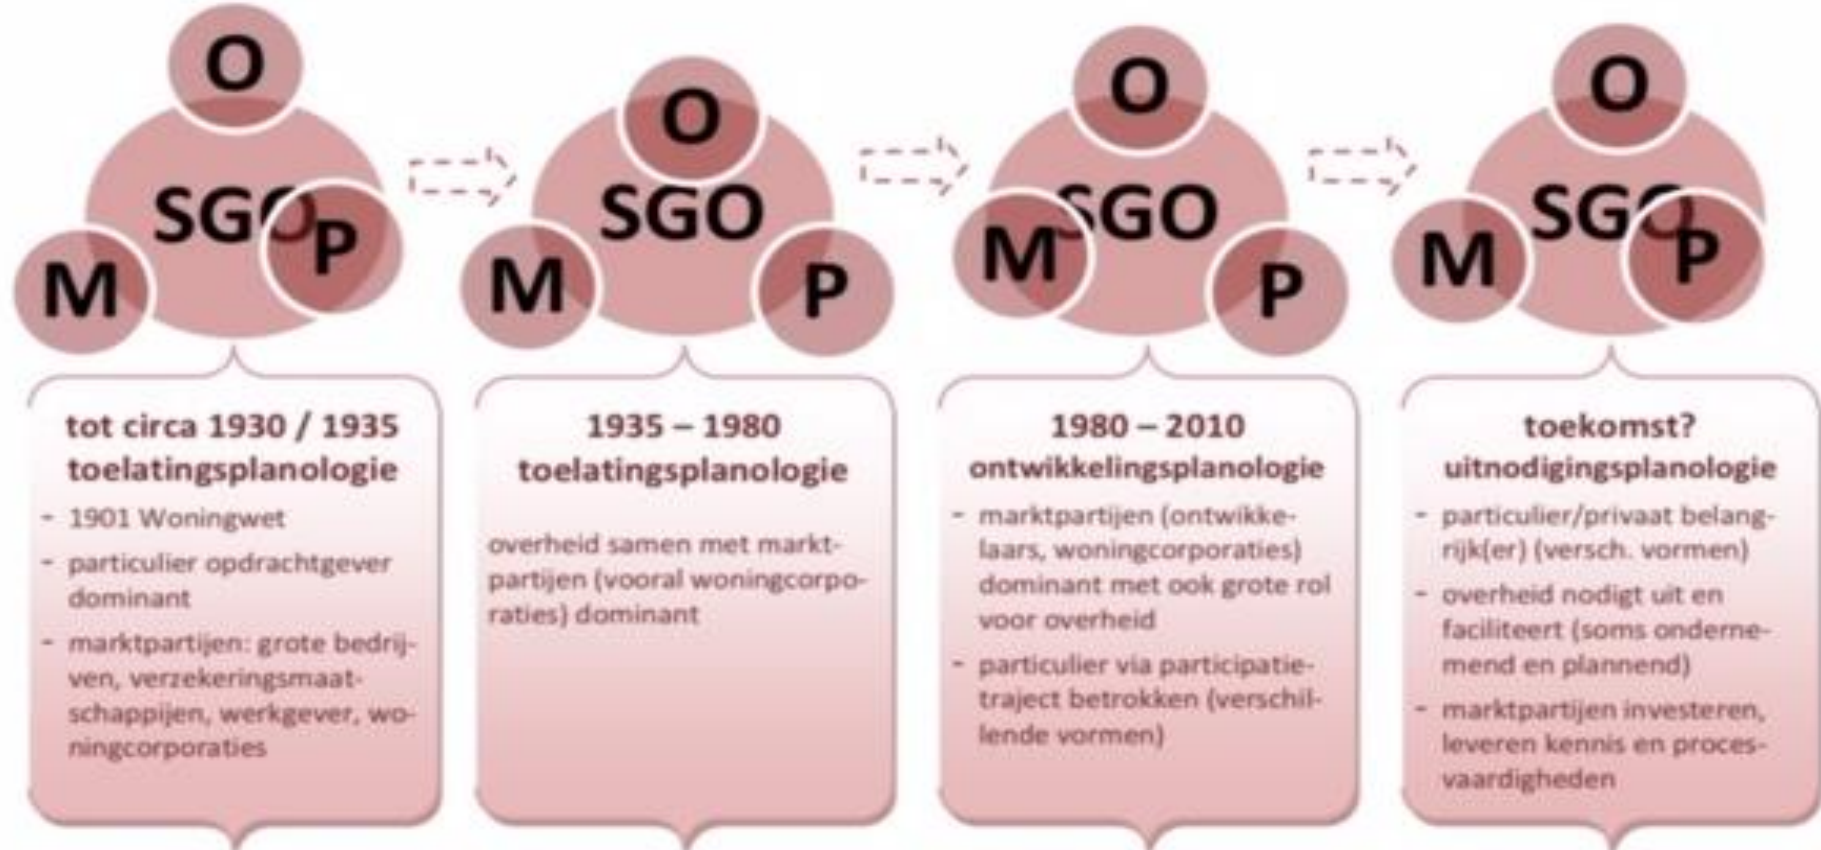 O
SGO
M
P
O
SGO
M
P
O
SGO
M
P
O
SGO
M
P
tot circa 1930 / 1935
toelatingsplanologie
- 1901 Woningwet
- particulier opdrachtgever
dominant
- marktpartijen: grote bedrij-
ven, verzekeringsmaat-
schappijen, werkgever, wo-
ningcorporaties
1935 – 1980
toelatingsplanologie
overheid samen met markt-
partijen (vooral woningcorpo-
raties) dominant
1980 – 2010
ontwikkelingsplanologie
- marktpartijen (ontwikke-
laars, woningcorporaties)
dominant met ook grote rol
voor overheid
- particulier via participatie-
traject betrokken (verschil-
lende vormen)
toekomst?
uitnodigingsplanologie
- particulier/privaat belang-
rijk(er) (versch. vormen)
- overheid nodigt uit en
faciliteert (soms onderne-
mend en plannend)
- marktpartijen investeren,
leveren kennis en proces-
vaardigheden